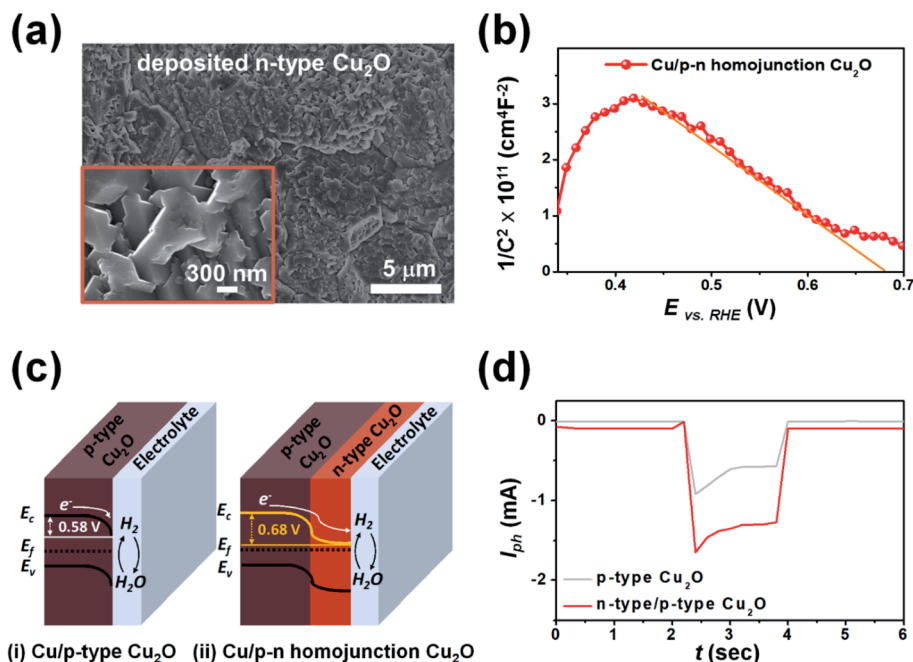 (a)
deposited n-type Cu₂O
300 nm
5 μm
(b)
Cu/p-n homojunction Cu₂O
1/C² x 10¹¹ (cm⁴F⁻²)
3
2
1
0
0.4
0.5
0.6
0.7
E vs. RHE (V)
(c)
p-type
Cu₂O
Electrolyte
Ec
e⁻
0.58 V
H₂
Ef
Ev
H₂O
p-type
Cu₂O
n-type Cu₂O
Electrolyte
Ec
e⁻
0.68 V
H₂
Ef
Ev
H₂O
(i) Cu/p-type Cu₂O
(ii) Cu/p-n homojunction Cu₂O
(d)
Iph (mA)
0
-1
-2
p-type Cu₂O
n-type/p-type Cu₂O
0
1
2
3
4
5
6
t (sec)